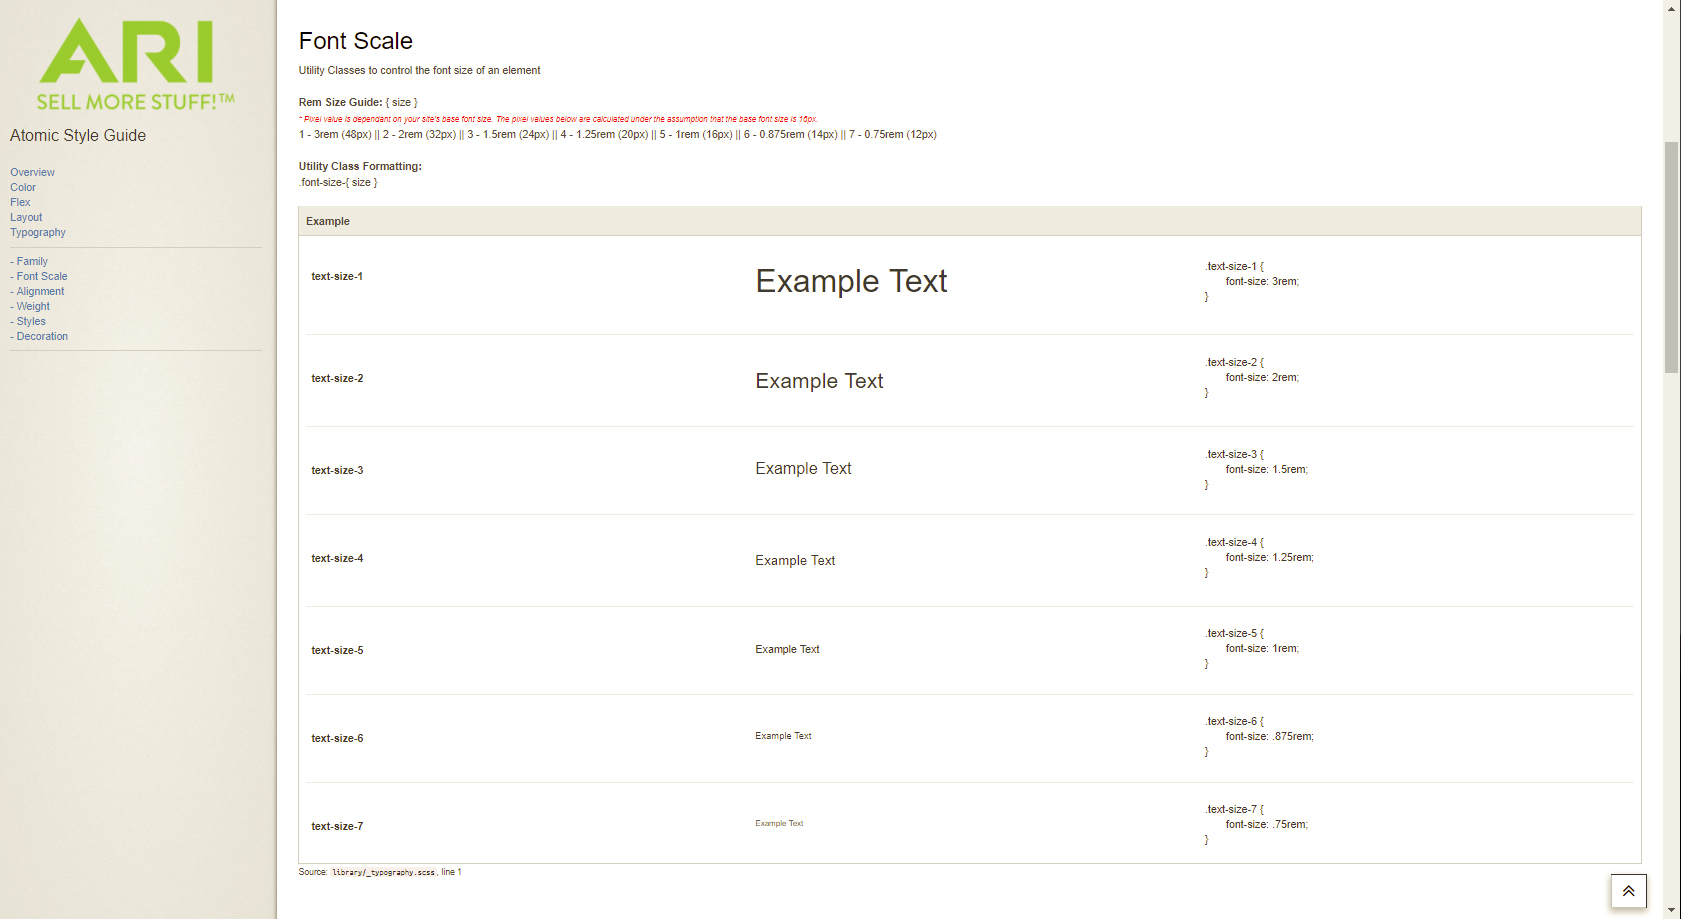 ARI
SELL MORE STUFF!™
Atomic Style Guide
Overview
Color
Flex
Layout
Typography
- Family
- Font Scale
- Alignment
- Weight
- Styles
- Decoration
Font Scale
Utility Classes to control the font size of an element
Rem Size Guide: { size }
* Pixel value is dependant on your site's base font size. The pixel values below are calculated under the assumption that the base font size is 16px.
1 - 3rem (48px) || 2 - 2rem (32px) || 3 - 1.5rem (24px) || 4 - 1.25rem (20px) || 5 - 1rem (16px) || 6 - 0.875rem (14px) || 7 - 0.75rem (12px)
Utility Class Formatting:
.font-size-{ size }
Example
text-size-1
Example Text
.text-size-1 {
font-size: 3rem;
}
text-size-2
Example Text
.text-size-2 {
font-size: 2rem;
}
text-size-3
Example Text
.text-size-3 {
font-size: 1.5rem;
}
text-size-4
Example Text
.text-size-4 {
font-size: 1.25rem;
}
text-size-5
Example Text
.text-size-5 {
font-size: 1rem;
}
text-size-6
Example Text
.text-size-6 {
font-size: .875rem;
}
text-size-7
Example Text
.text-size-7 {
font-size: .75rem;
}
Source: library/_typography.scss, line 1